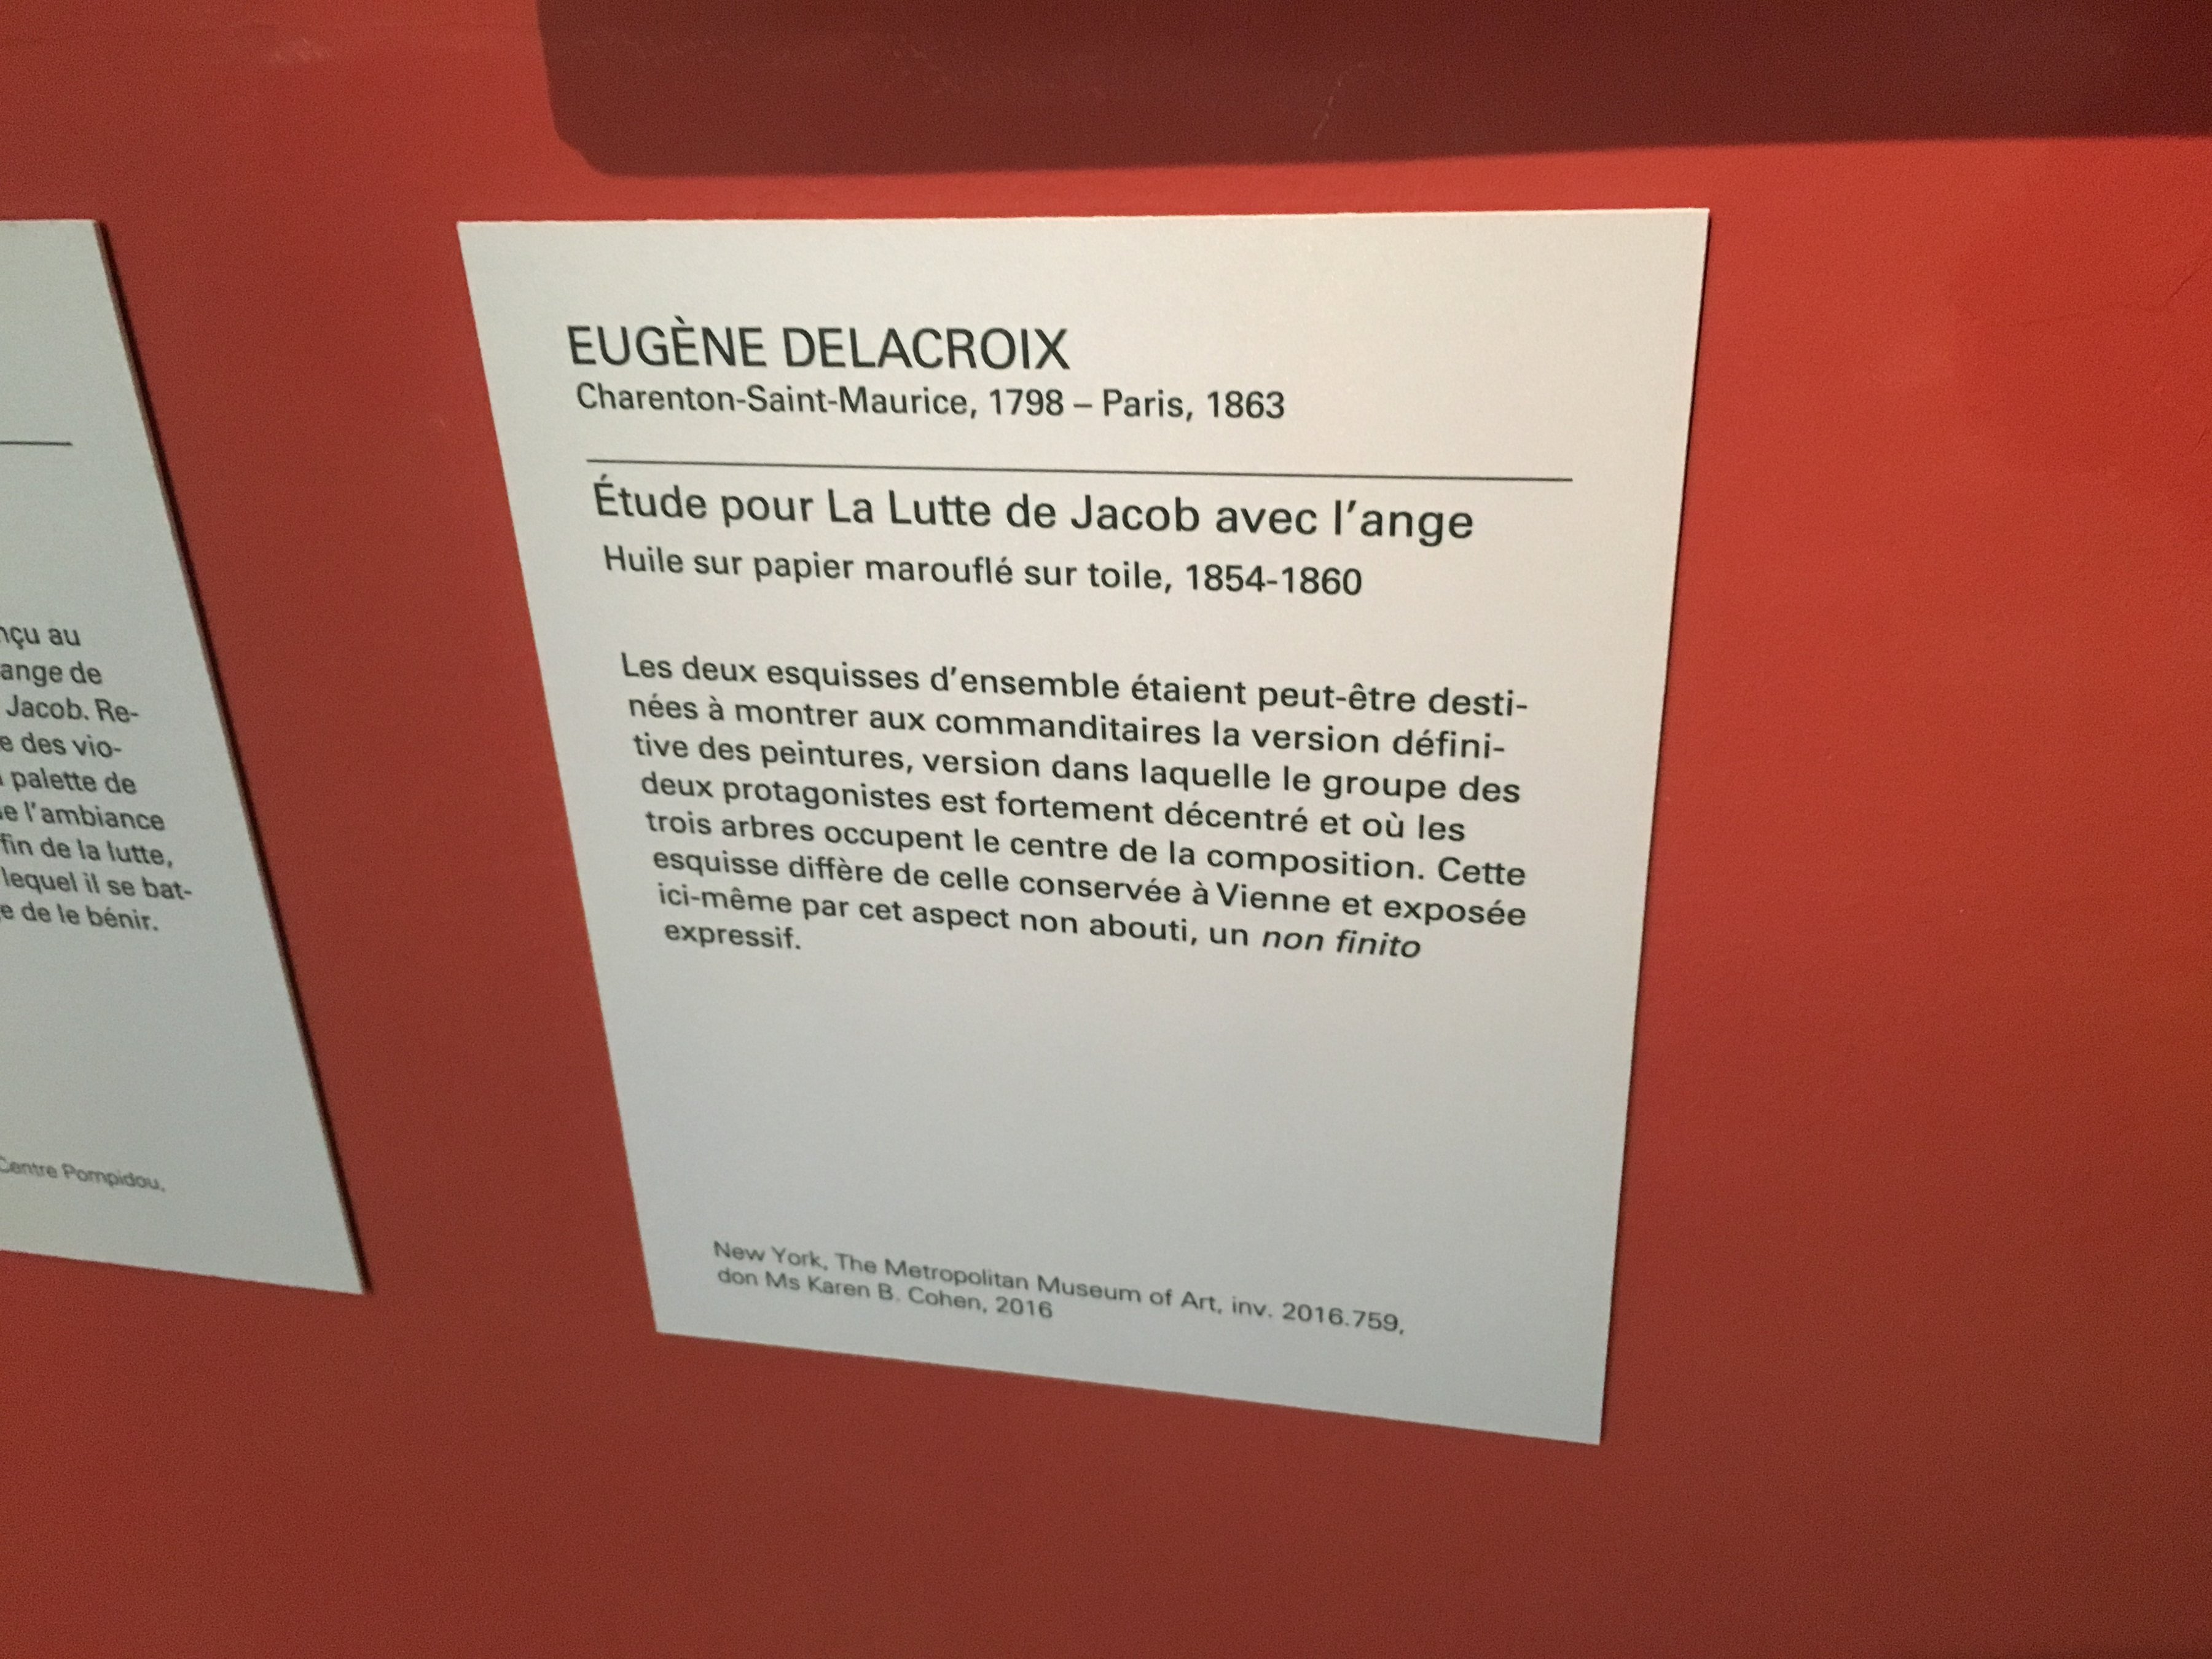 EUGÈNE DELACROIX
Charenton-Saint-Maurice, 1798 – Paris, 1863
Étude pour La Lutte de Jacob avec l'ange
Huile sur papier marouflé sur toile, 1854-1860
Les deux esquisses d'ensemble étaient peut-être desti-
nées à montrer aux commanditaires la version défini-
tive des peintures, version dans laquelle le groupe des
deux protagonistes est fortement décentré et où les
trois arbres occupent le centre de la composition. Cette
esquisse diffère de celle conservée à Vienne et exposée
ici-même par cet aspect non abouti, un non finito
expressif.
New York, The Metropolitan Museum of Art, inv. 2016.759,
don Ms Karen B. Cohen, 2016
au
ange de
Jacob. Re-
des vio-
palette de
l'ambiance
fin de la lutte,
lequel il se bat-
de le bénir.
Centre Pompidou,